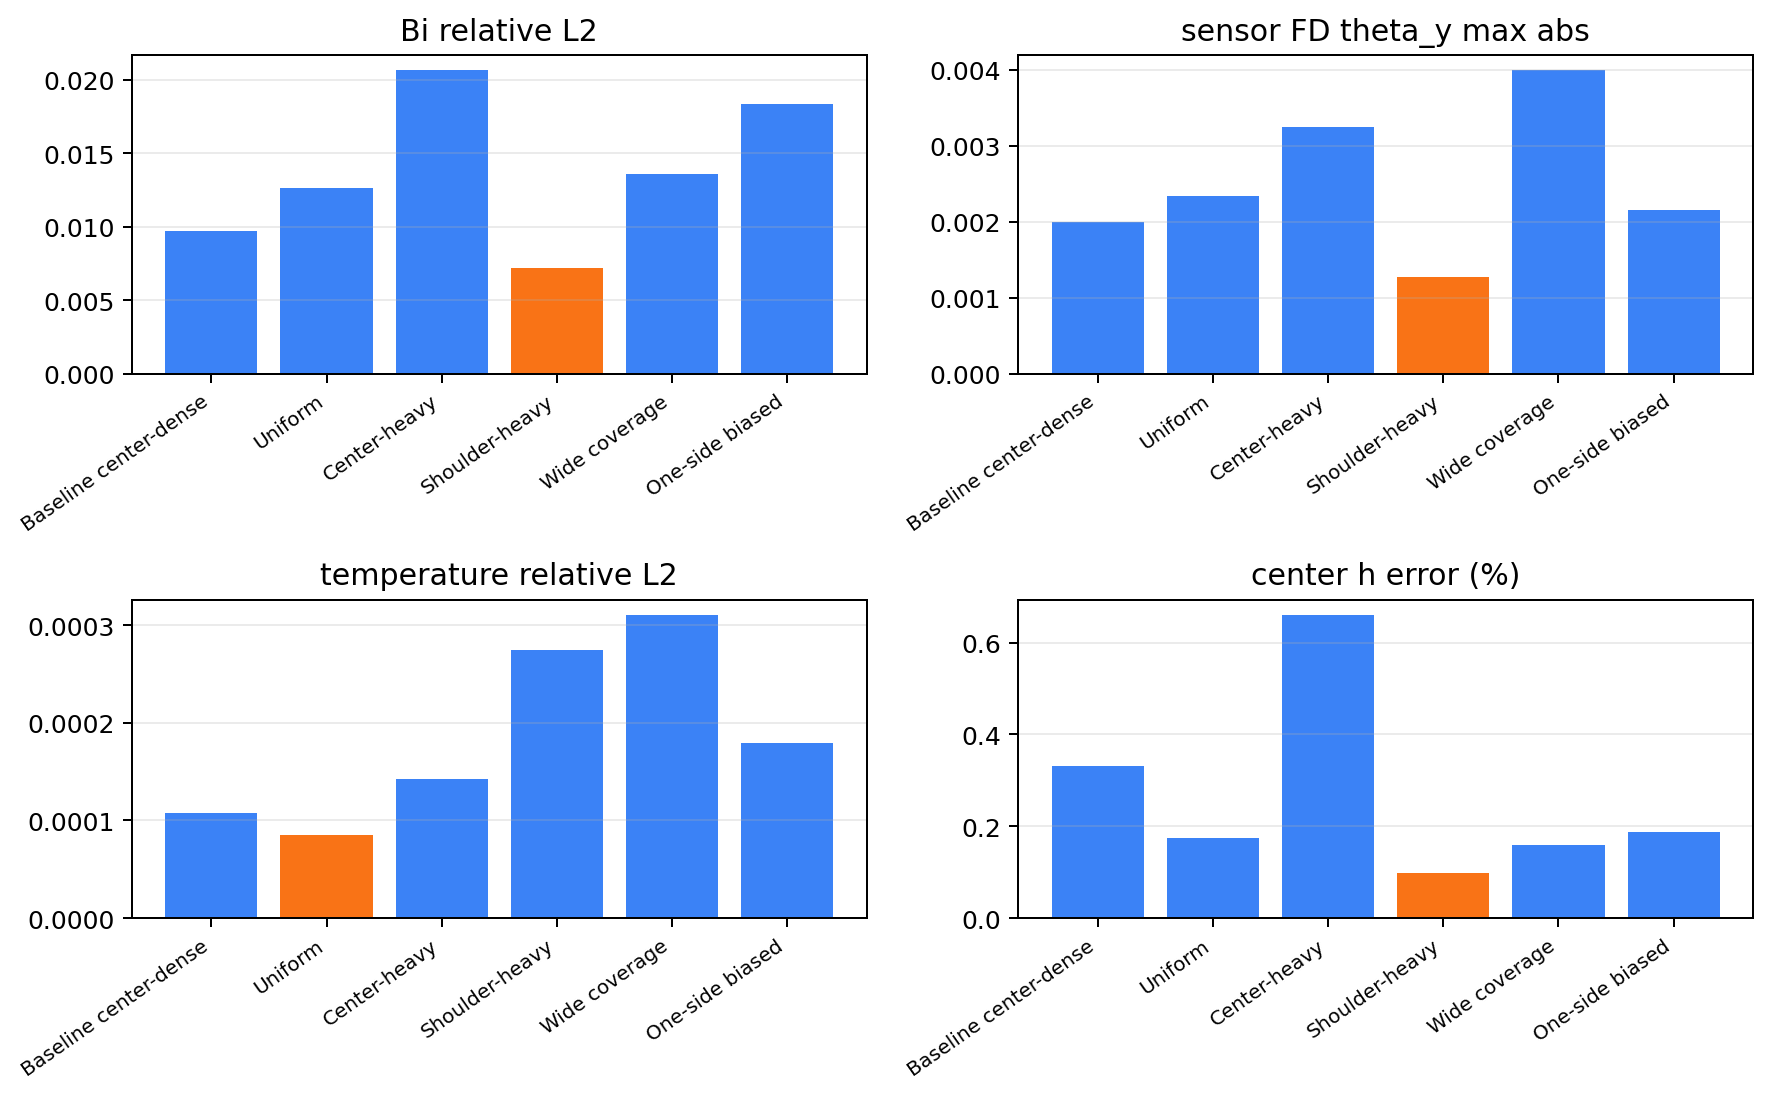 Bi relative L2
0.020
0.015
0.010
0.005
0.000
Baseline center-dense
Uniform
Center-heavy
Shoulder-heavy
Wide coverage
One-side biased
sensor FD theta_y max abs
0.004
0.003
0.002
0.001
0.000
Baseline center-dense
Uniform
Center-heavy
Shoulder-heavy
Wide coverage
One-side biased
temperature relative L2
0.0003
0.0002
0.0001
0.0000
Baseline center-dense
Uniform
Center-heavy
Shoulder-heavy
Wide coverage
One-side biased
center h error (%)
0.6
0.4
0.2
0.0
Baseline center-dense
Uniform
Center-heavy
Shoulder-heavy
Wide coverage
One-side biased